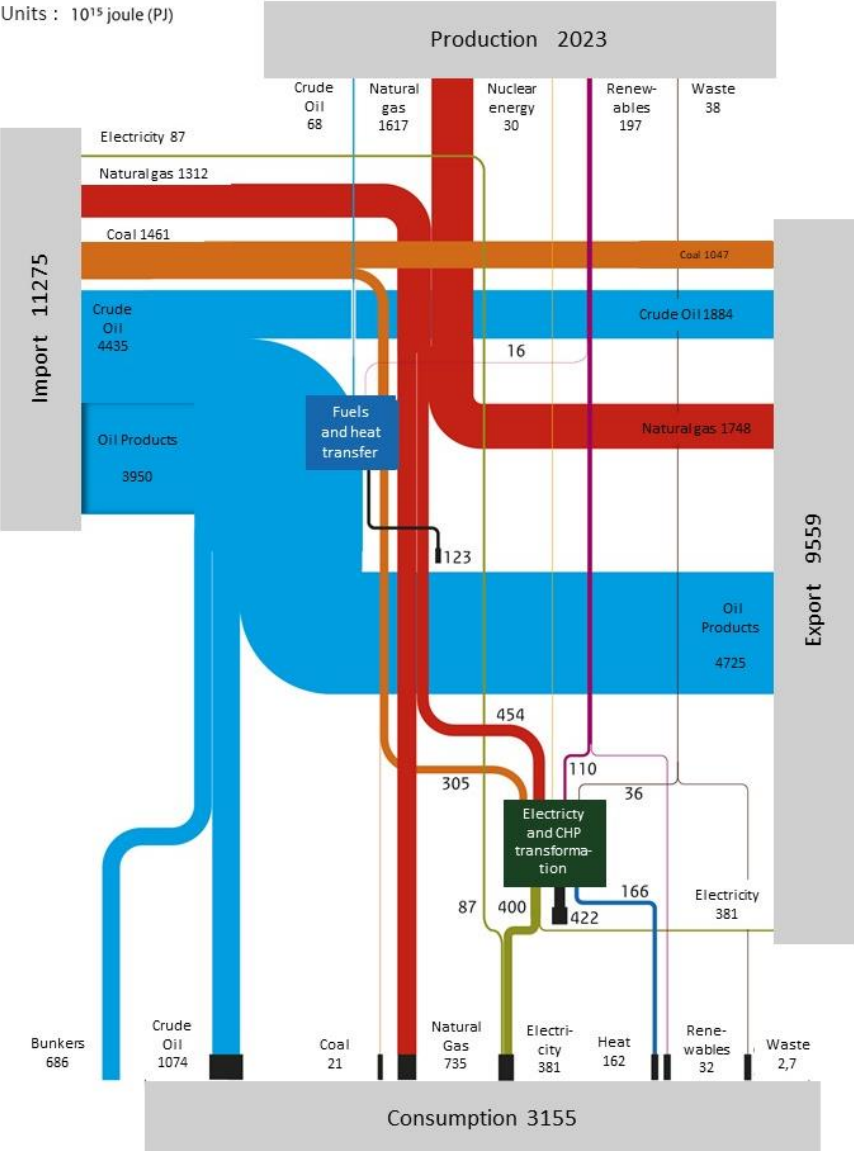 Units : 10¹⁵ joule (PJ)
Production 2023
Crude
Oil
68
Natural
gas
1617
Nuclear
energy
30
Renew-
ables
197
Waste
38
Import 11275
Electricity 87
Natural gas 1312
Coal 1461
Coal 1047
Crude
Oil
4435
Crude Oil 1884
16
Fuels
and heat
transfer
Natural gas 1748
Oil Products
3950
123
Export 9559
Oil
Products
4725
454
305
110
36
Electricty
and CHP
transforma-
tion
87
400
422
166
Electricity
381
Bunkers
686
Crude
Oil
1074
Coal
21
Natural
Gas
735
Electri-
city
381
Heat
162
Rene-
wables
32
Waste
2,7
Consumption 3155